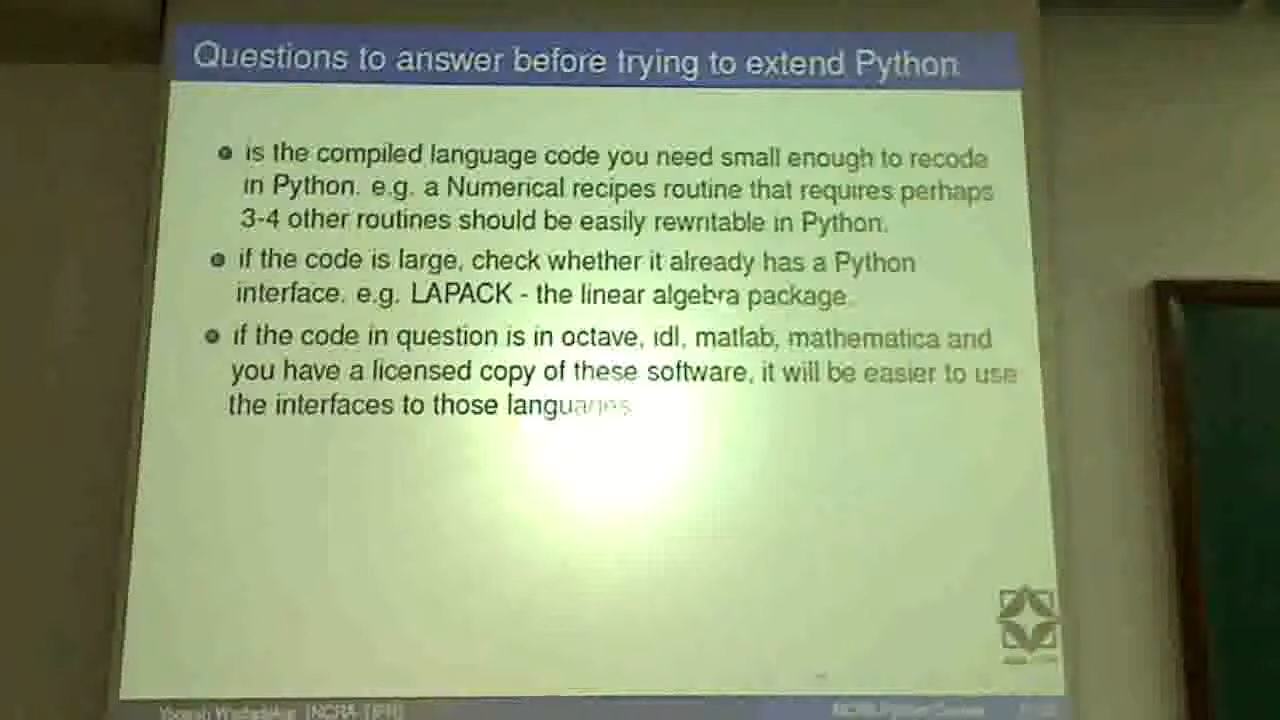 Questions to answer before trying to extend Python
is the compiled language code you need small enough to recode
in Python. e.g. a Numerical recipes routine that requires perhaps
3-4 other routines should be easily rewritable in Python.
if the code is large, check whether it already has a Python
interface. e.g. LAPACK - the linear algebra package.
if the code in question is in octave, idl, matlab, mathematica and
you have a licensed copy of these software, it will be easier to use
the interfaces to those languages